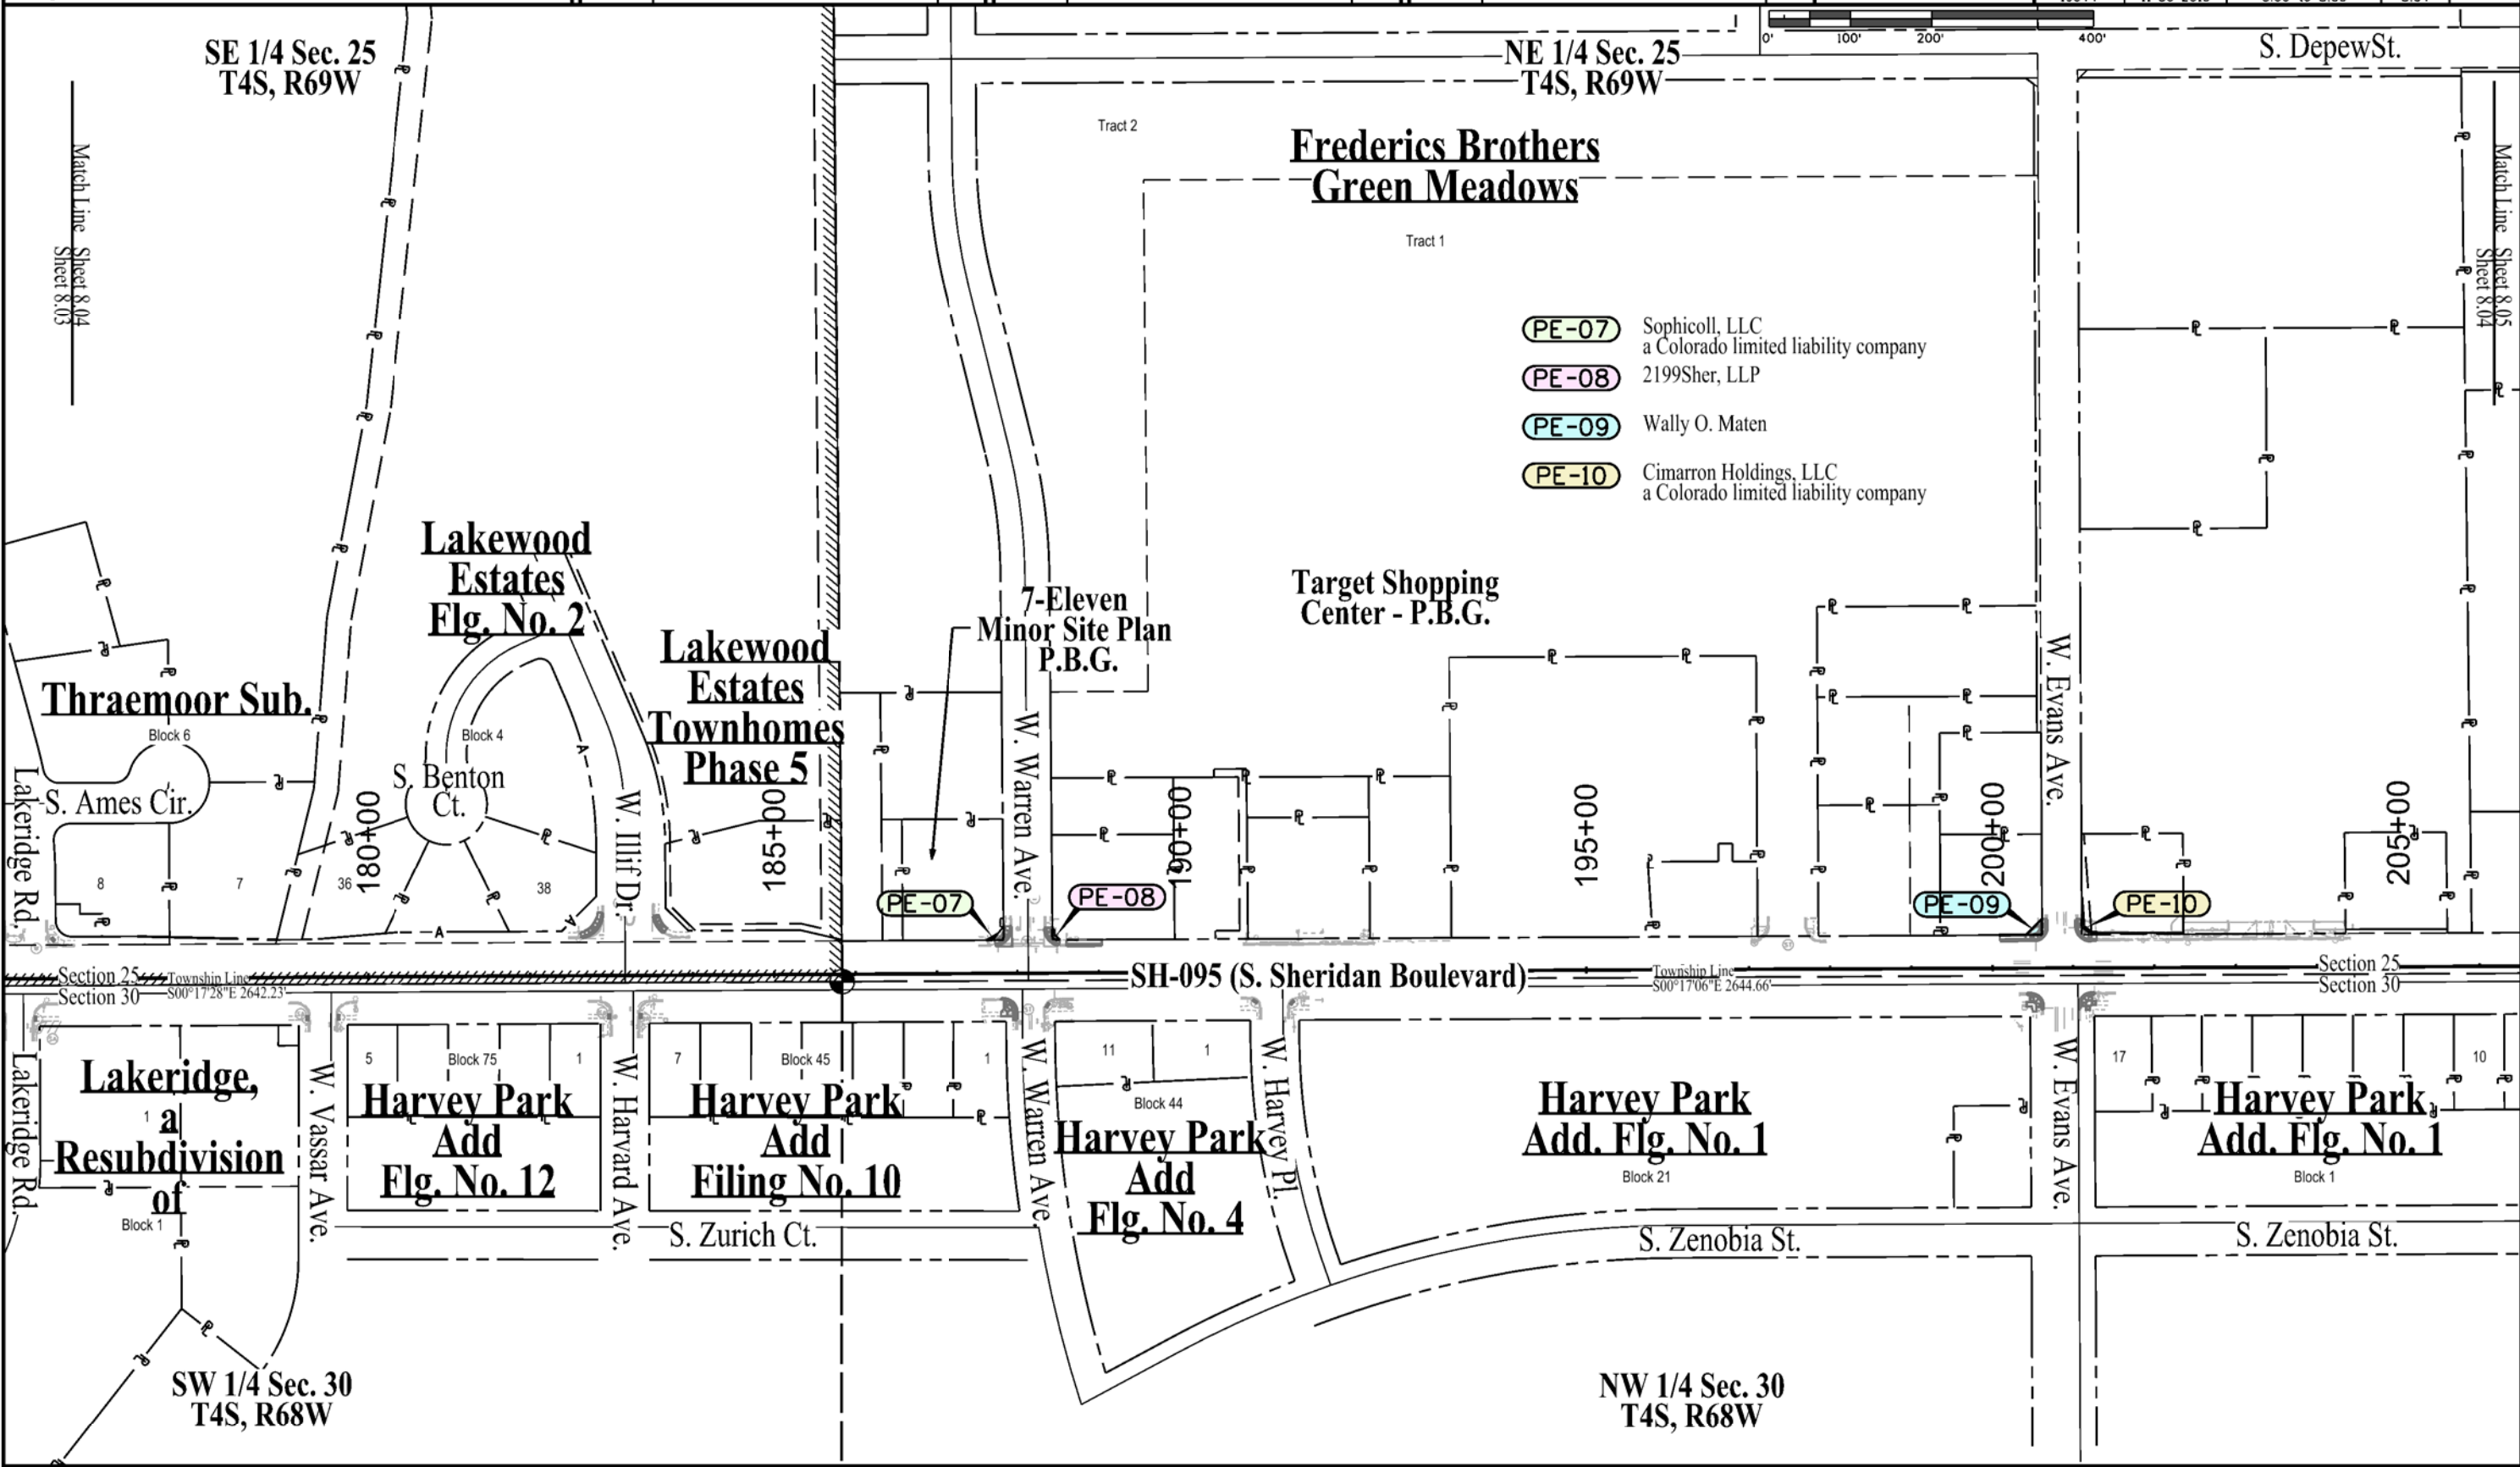 0'
100'
200'
400'
SE 1/4 Sec. 25
T4S, R69W
NE 1/4 Sec. 25
T4S, R69W
S. DepewSt.
Match Line Sheet 8.04
Sheet 8.03
Match Line Sheet 8.05
Sheet 8.04
Tract 2
Frederics Brothers
Green Meadows
Tract 1
PE-07
Sophicoll, LLC
a Colorado limited liability company
PE-08
2199Sher, LLP
PE-09
Wally O. Maten
PE-10
Cimarron Holdings, LLC
a Colorado limited liability company
Lakewood
Estates
Flg. No. 2
Lakewood
Estates
Townhomes
Phase 5
7-Eleven
Minor Site Plan
P.B.G.
Target Shopping
Center - P.B.G.
Thraemoor Sub.
Block 6
Block 4
S. Ames Cir.
S. Benton
Ct.
Lakeridge Rd.
W. Illif Dr.
W. Warren Ave.
W. Evans Ave.
180+00
185+00
190+00
195+00
200+00
205+00
8
7
36
38
A
A
A
PE-07
PE-08
PE-09
PE-10
Section 25
Township Line
Section 30
S00°17'28"E 2642.23'
SH-095 (S. Sheridan Boulevard)
Township Line
S00°17'06"E 2644.66'
Section 25
Section 30
5
Block 75
1
7
Block 45
1
11
1
17
10
Lakeridge Rd.
Lakeridge,
1
a
Resubdivision
of
Block 1
W. Vassar Ave.
Harvey Park
Add
Flg. No. 12
W. Harvard Ave.
Harvey Park
Add
Filing No. 10
W. Warren Ave.
Block 44
Harvey Park
Add
Flg. No. 4
W. Harvey Pl.
Harvey Park
Add. Flg. No. 1
Block 21
W. Evans Ave.
Harvey Park
Add. Flg. No. 1
Block 1
S. Zurich Ct.
S. Zenobia St.
S. Zenobia St.
SW 1/4 Sec. 30
T4S, R68W
NW 1/4 Sec. 30
T4S, R68W